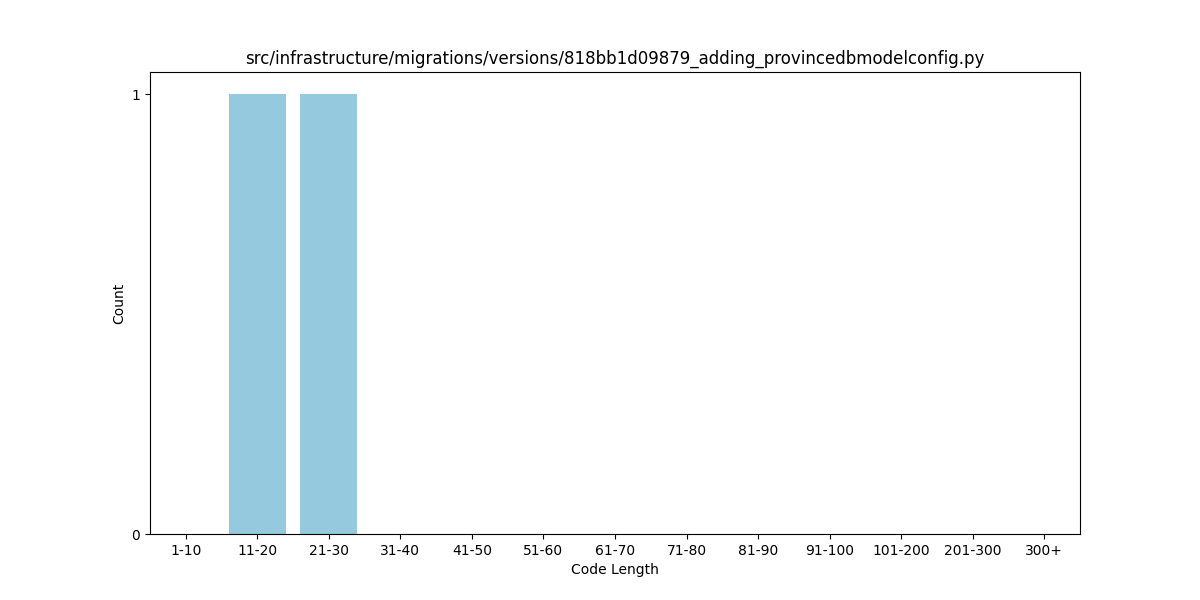 src/infrastructure/migrations/versions/818bb1d09879_adding_provincedbmodelconfig.py
1
Count
0
1-10 11-20 21-30 31-40 41-50 51-60 61-70 71-80 81-90 91-100 101-200 201-300 300+
Code Length